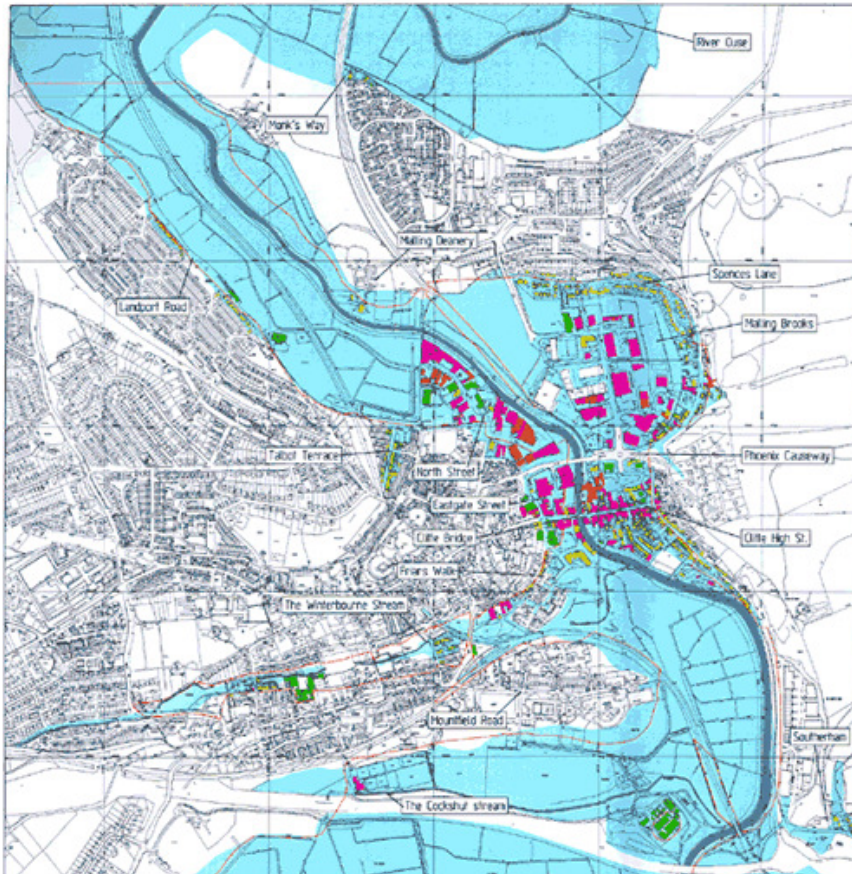 River Ouse
Monk's Way
Malling Deanery
Spences Lane
Landport Road
Malling Brooks
Talbot Terrace
North Street
Phoenix Causeway
Eastgate Street
Cliffe Bridge
Cliffe High St.
Friars Walk
The Winterbourne Stream
Mountfield Road
Southerham
The Cockshut stream